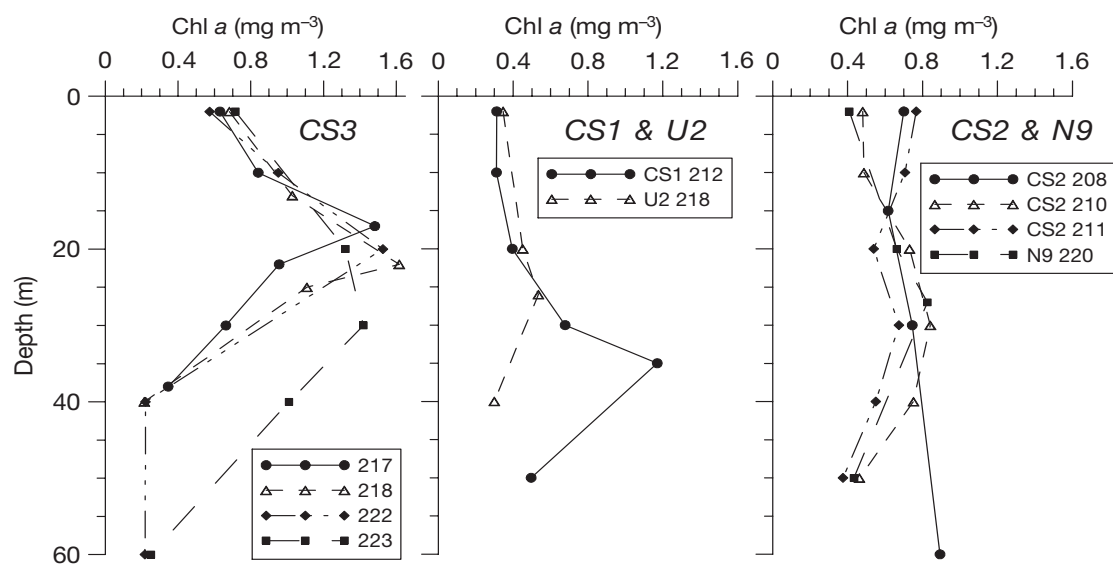 Chl a (mg m⁻³) Chl a (mg m⁻³) Chl a (mg m⁻³)
0 0.4 0.8 1.2 1.6 0 0.4 0.8 1.2 1.6 0 0.4 0.8 1.2 1.6
0
20
40
60
Depth (m)
CS3
217
218
222
223
CS1 & U2
CS1 212
U2 218
CS2 & N9
CS2 208
CS2 210
CS2 211
N9 220